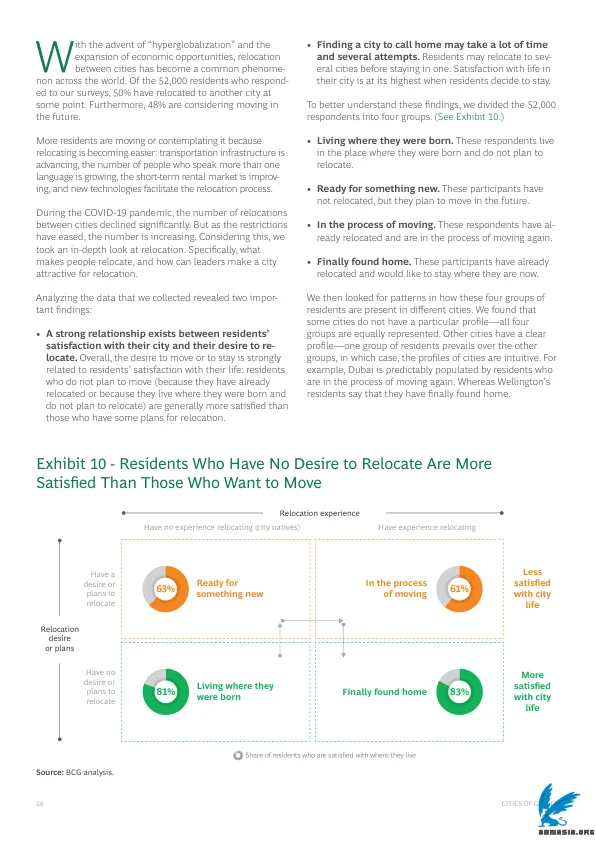 With the advent of “hyperglobalization” and the
expansion of economic opportunities, relocation
between cities has become a common phenome-
non across the world. Of the $2,000 residents who respond-
ed to our surveys, 50% have relocated to another city at
some point. Furthermore, 48% are considering moving in
the future.
More residents are moving or contemplating it because
relocating is becoming easier: transportation infrastructure is
advancing, the number of people who speak more than one
language is growing, the short-term rental market is improv-
ing, and new technologies facilitate the relocation process.
During the COVID-19 pandemic, the number of relocations
between cities declined significantly. But as the restrictions
have eased, the number is increasing. Considering this, we
took an in-depth look at relocation. Specifically, what
makes people relocate, and how can leaders make a city
attractive for relocation.
Analyzing the data that we collected revealed two impor-
tant findings:
• A strong relationship exists between residents’
satisfaction with their city and their desire to re-
locate. Overall, the desire to move or to stay is strongly
related to residents’ satisfaction with their life: residents
who do not plan to move (because they have already
relocated or because they live where they were born and
do not plan to relocate) are generally more satisfied than
those who have some plans for relocation.
• Finding a city to call home may take a lot of time
and several attempts. Residents may relocate to sev-
eral cities before staying in one. Satisfaction with life in
their city is at its highest when residents decide to stay.
To better understand these findings, we divided the $2,000
respondents into four groups. (See Exhibit 10.)
• Living where they were born. These respondents live
in the place where they were born and do not plan to
relocate.
• Ready for something new. These participants have
not relocated, but they plan to move in the future.
• In the process of moving. These respondents have al-
ready relocated and are in the process of moving again.
• Finally found home. These participants have already
relocated and would like to stay where they are now.
We then looked for patterns in how these four groups of
residents are present in different cities. We found that
some cities do not have a particular profile—all four
groups are equally represented. Other cities have a clear
profile—one group of residents prevails over the other
groups, in which case, the profiles of cities are intuitive. For
example, Dubai is predictably populated by residents who
are in the process of moving again. Whereas Wellington’s
residents say that they have finally found home.
Exhibit 10 - Residents Who Have No Desire to Relocate Are More
Satisfied Than Those Who Want to Move
Relocation experience
Have no experience relocating (city natives)
Have experience relocating
Relocation
desire
or plans
Have a
desire or
plans to
relocate
63%
Ready for
something new
In the process
of moving
61%
Less
satisfied
with city
life
Have no
desire or
plans to
relocate
81%
Living where they
were born
Finally found home
83%
More
satisfied
with city
life
Share of residents who are satisfied with where they live
Source: BCG analysis.
24
CITIES OF
ABNASIA.ORG